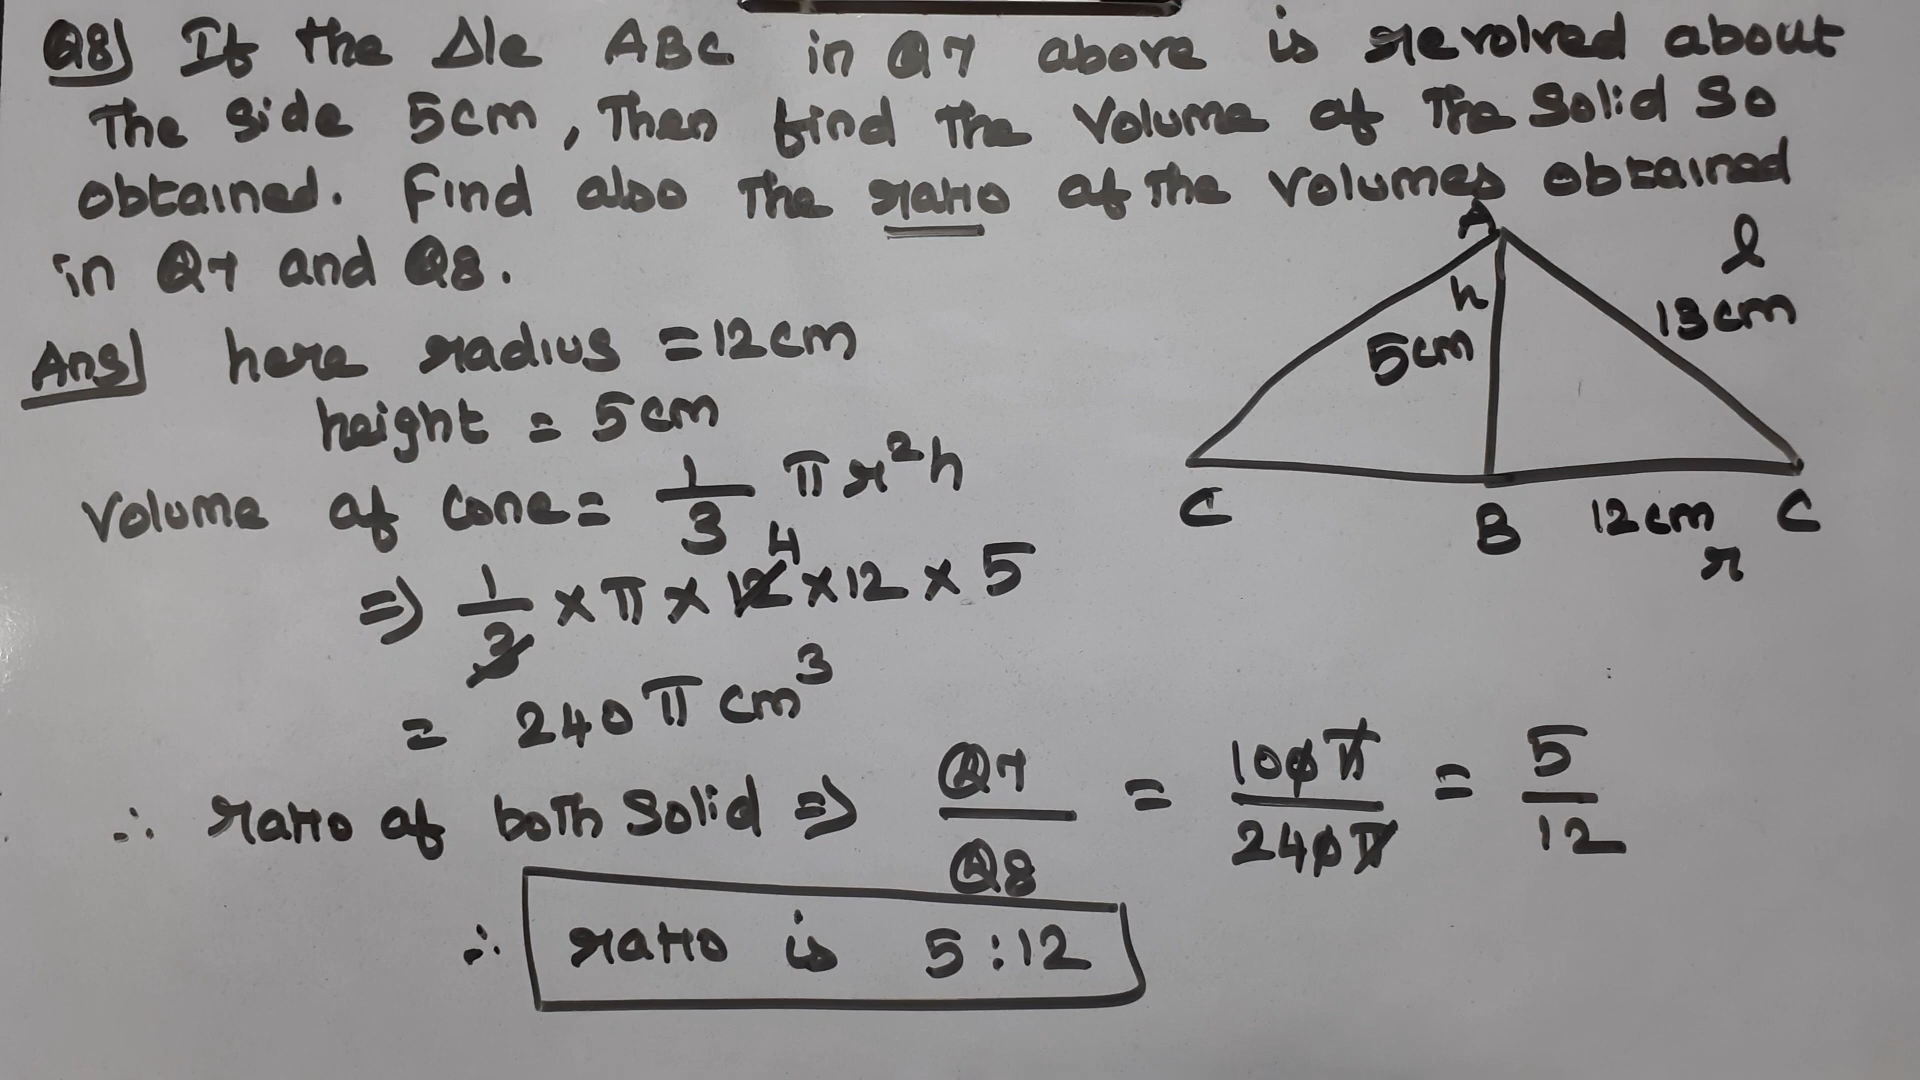 Q8) If the Δle ABC in Q7 above is revolved about
The side 5cm, Then find The Volume of The Solid So
obtained. Find also The ratio of The Volumes obtained
in Q7 and Q8.
Ans) here radius = 12cm
height = 5cm
Volume of Cone = 1/3 πr²h
⇒ 1/3 × π × 12 4 × 12 × 5
= 240 π cm³
∴ ratio of both Solid ⇒ Q7/Q8 = 100π/240π = 5/12
∴ ratio is 5:12
A
l
h
13cm
5cm
C B 12cm C
r